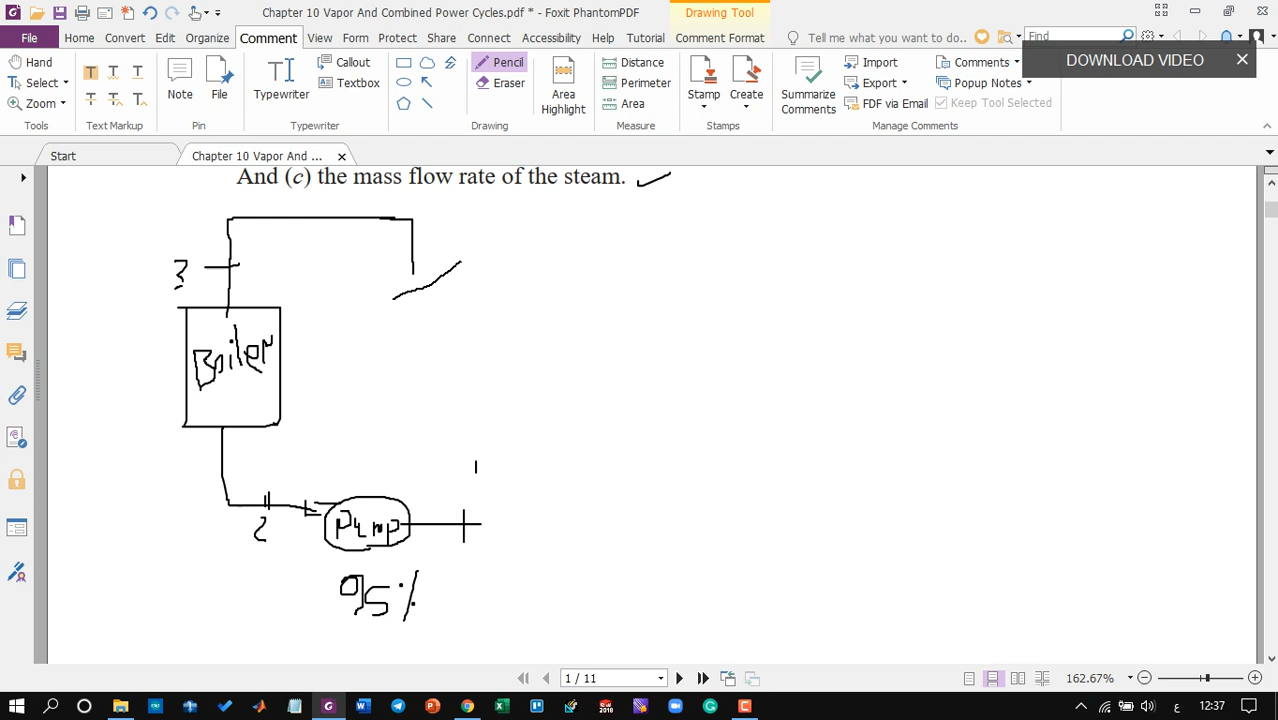 Chapter 10 Vapor And Combined Power Cycles.pdf * - Foxit PhantomPDF
Drawing Tool
File Home Convert Edit Organize Comment View Form Protect Share Connect Accessibility Help Tutorial Comment Format Tell me what you want to do.. Find
DOWNLOAD VIDEO
Hand
Select
Zoom
Tools
Text Markup
Note
File
Pin
Typewriter
Callout
Textbox
Typewriter
Pencil
Eraser
Drawing
Area Highlight
Distance
Perimeter
Area
Measure
Stamp
Create
Stamps
Summarize Comments
Import
Export
FDF via Email
Comments
Popup Notes
Keep Tool Selected
Manage Comments
Start
Chapter 10 Vapor And ...
And (c) the mass flow rate of the steam.
3
Boiler
1
2
Pump
95%
1 / 11
162.67%
12:37